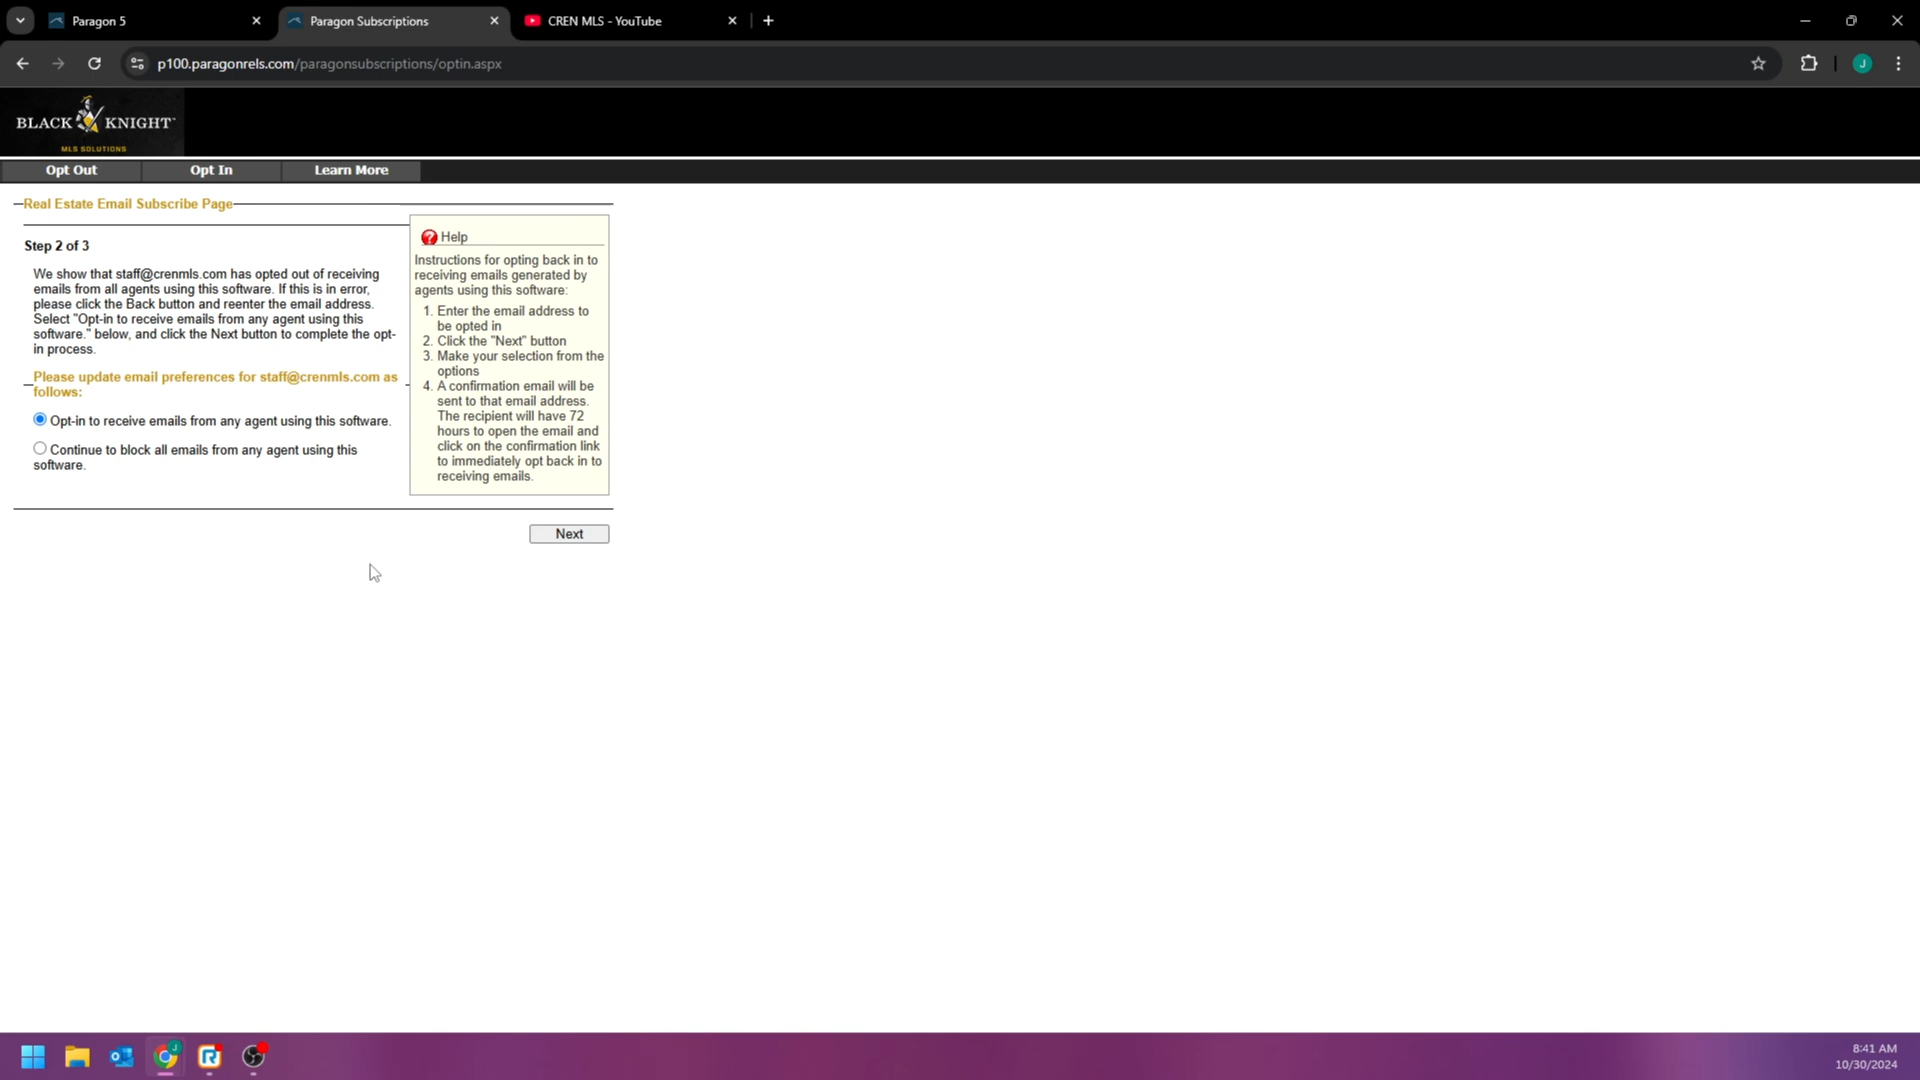 Paragon 5
Paragon Subscriptions
CREN MLS - YouTube
p100.paragonrels.com/paragonsubscriptions/optin.aspx
J
BLACK KNIGHT
MLS SOLUTIONS
Opt Out
Opt In
Learn More
Real Estate Email Subscribe Page
Step 2 of 3
We show that staff@crenmls.com has opted out of receiving
emails from all agents using this software. If this is in error,
please click the Back button and reenter the email address.
Select "Opt-in to receive emails from any agent using this
software." below, and click the Next button to complete the opt-
in process.
Please update email preferences for staff@crenmls.com as
follows:
Opt-in to receive emails from any agent using this software.
Continue to block all emails from any agent using this
software.
? Help
Instructions for opting back in to
receiving emails generated by
agents using this software:
1. Enter the email address to
be opted in
2. Click the "Next" button
3. Make your selection from the
options
4. A confirmation email will be
sent to that email address.
The recipient will have 72
hours to open the email and
click on the confirmation link
to immediately opt back in to
receiving emails.
Next
8:41 AM
10/30/2024